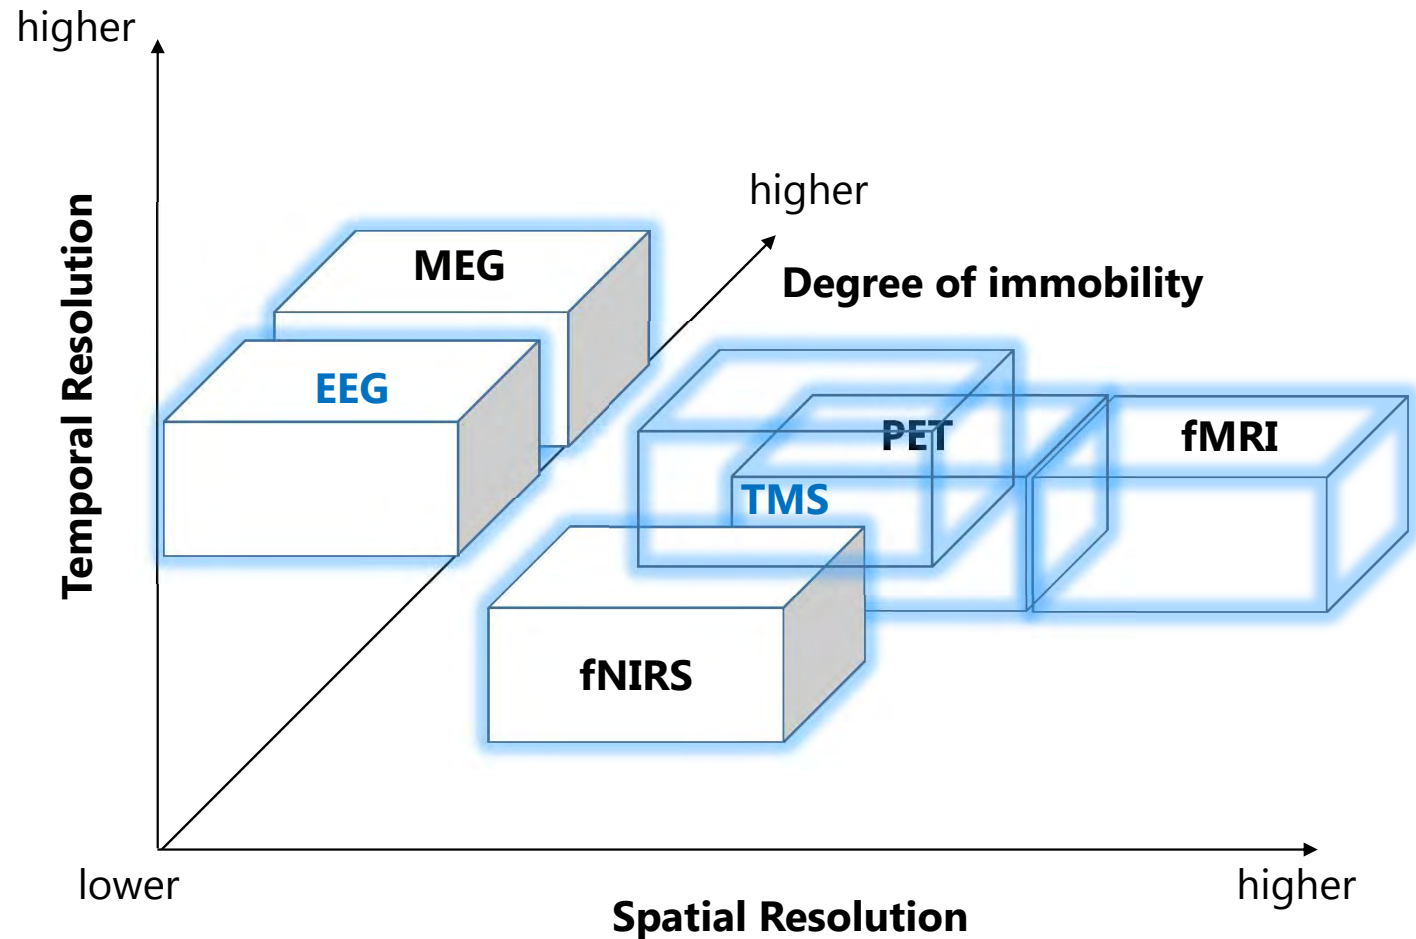 higher
higher
MEG
Degree of immobility
EEG
PET
fMRI
TMS
Temporal Resolution
fNIRS
lower
higher
Spatial Resolution